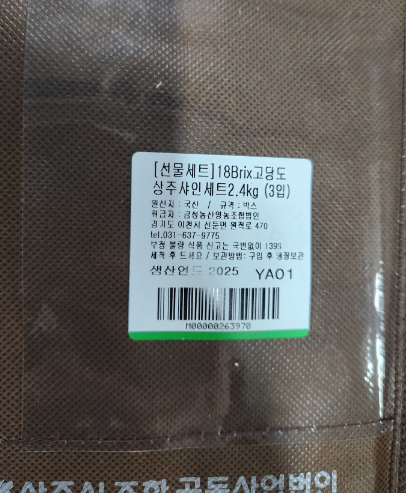 [선물세트]18Brix고당도
상주샤인세트2.4kg (3입)
원산지 : 국산 / 규격 : 박스
취급자 : 금성농산영농조합법인
경기도 이천시 신둔면 원적로 470
tel.031-637-9775
부정 불량 식품 신고는 국번없이 1399
세척 후 드세요 / 보관방법: 구입 후 냉장보관
생산연도 2025 YA01
M00000263970